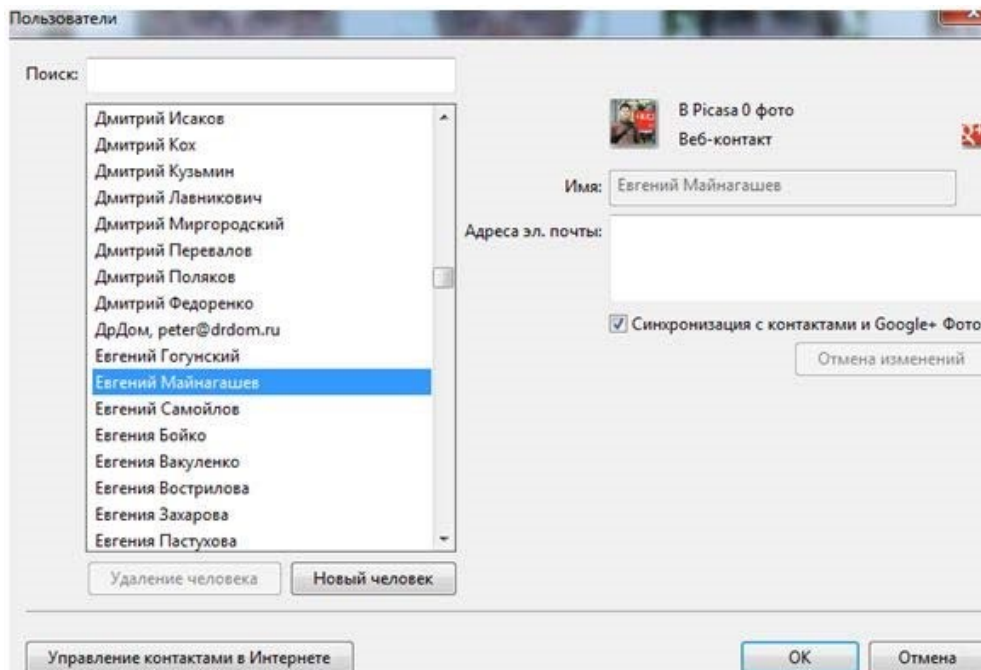 Пользователи
Поиск:
Дмитрий Исаков
Дмитрий Кох
Дмитрий Кузьмин
Дмитрий Лавникович
Дмитрий Миргородский
Дмитрий Перевалов
Дмитрий Поляков
Дмитрий Федоренко
ДрДом, peter@drdom.ru
Евгений Гогунский
Евгений Майнагашев
Евгений Самойлов
Евгения Бойко
Евгения Вакуленко
Евгения Вострилова
Евгения Захарова
Евгения Пастухова
Удаление человека
Новый человек
В Picasa 0 фото
Веб-контакт
Имя: Евгений Майнагашев
Адреса эл. почты:
Синхронизация с контактами и Google+ Фото
Отмена изменений
Управление контактами в Интернете
ОК
Отмена